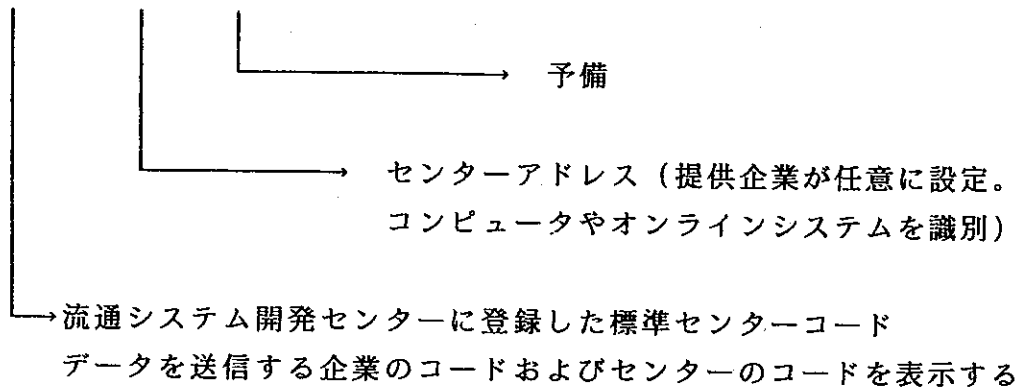 予備
センターアドレス（提供企業が任意に設定。
コンピュータやオンラインシステムを識別）
流通システム開発センターに登録した標準センターコード
データを送信する企業のコードおよびセンターのコードを表示する